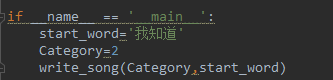 if __name__ == '__main__':
start_word='我知道'
Category=2
write_song(Category,start_word)